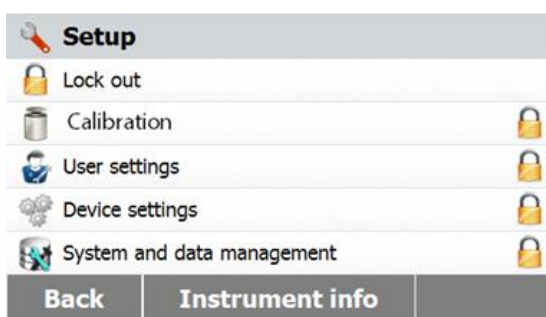 Setup
Lock out
Calibration
User settings
Device settings
System and data management
Back Instrument info